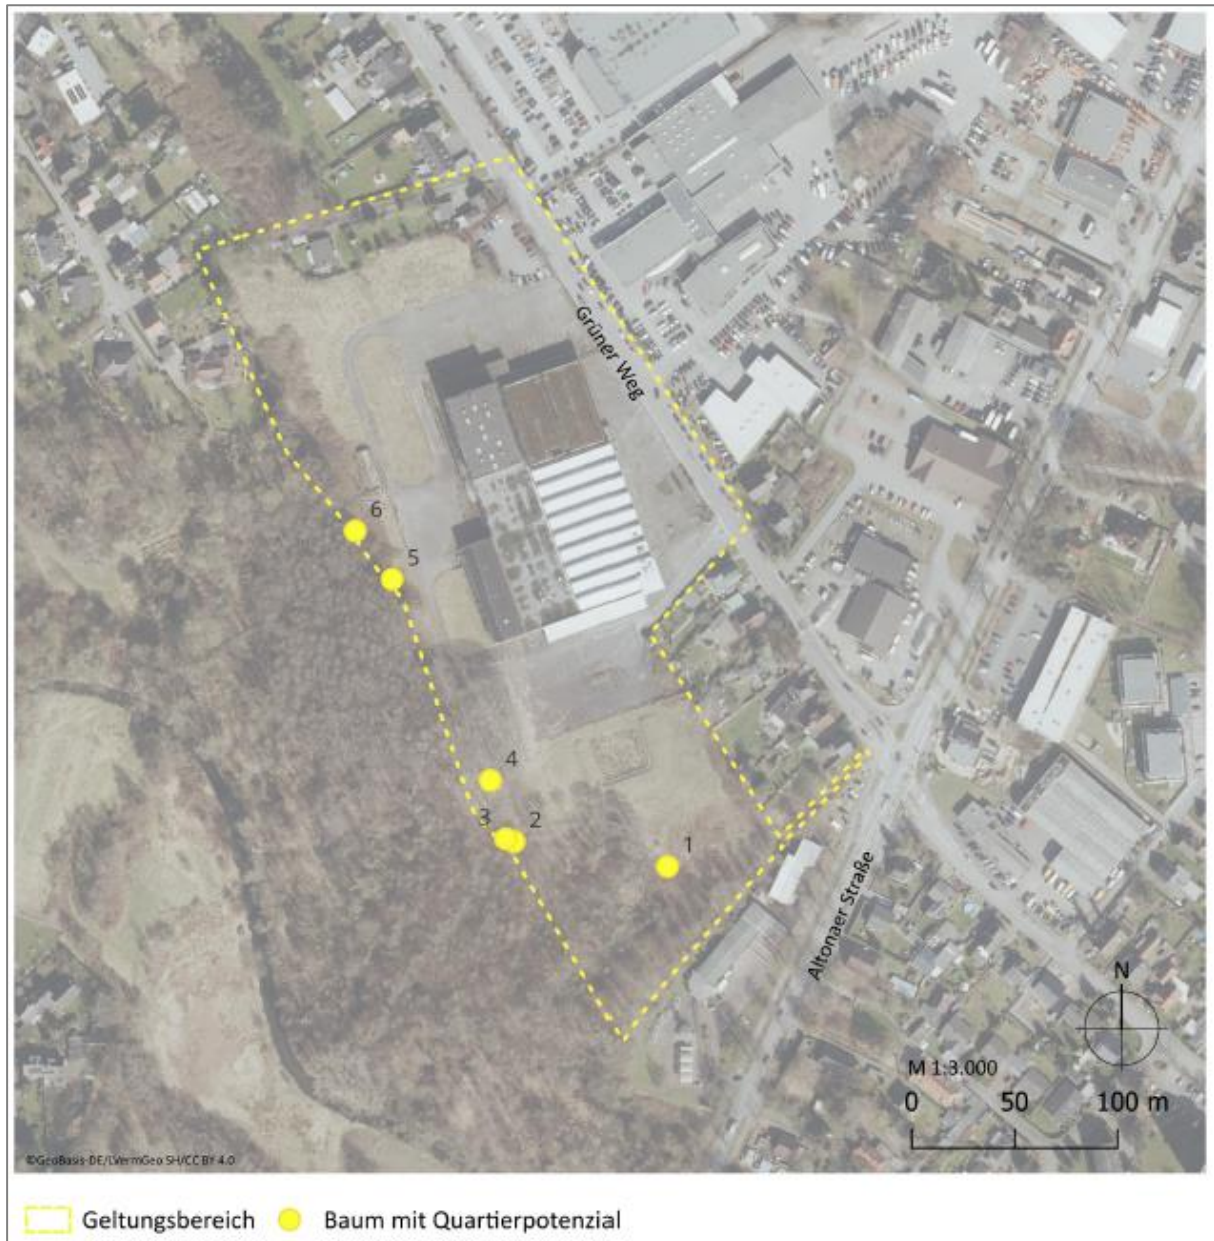 Grüner Weg
6
5
4
3
2
1
Altonaer Straße
N
M 1:3.000
0 50 100 m
©GeoBasis-DE/LVermGeo SH/CC BY 4.0
Geltungsbereich Baum mit Quartierpotenzial